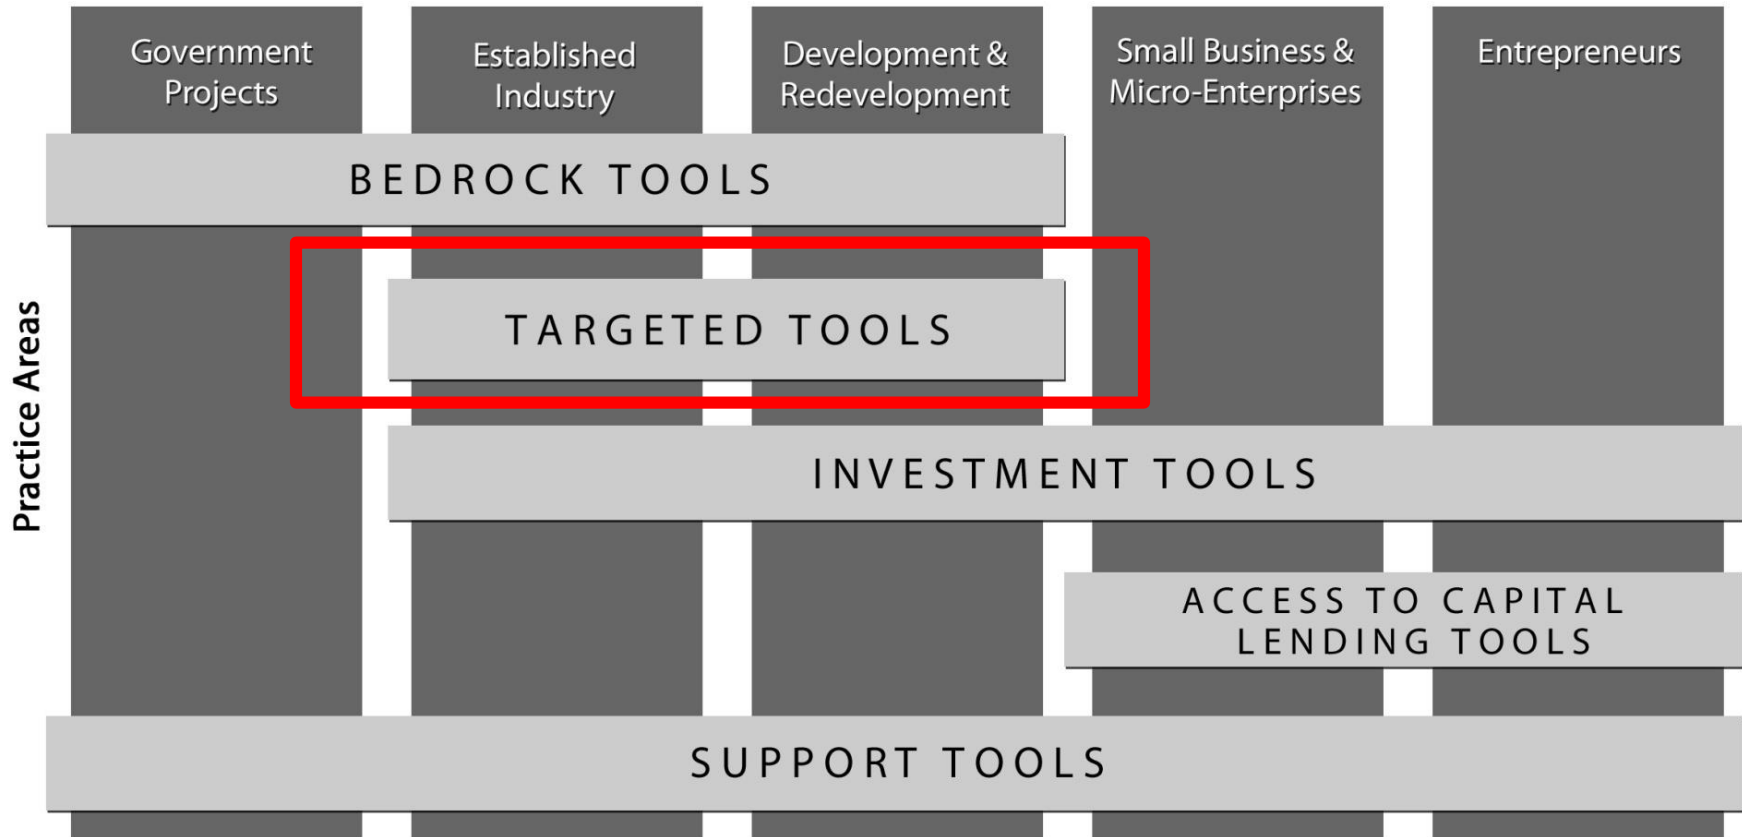 Government
Projects
Established
Industry
Development &
Redevelopment
Small Business &
Micro-Enterprises
Entrepreneurs
BEDROCK TOOLS
TARGETED TOOLS
INVESTMENT TOOLS
ACCESS TO CAPITAL
LENDING TOOLS
SUPPORT TOOLS
Practice Areas